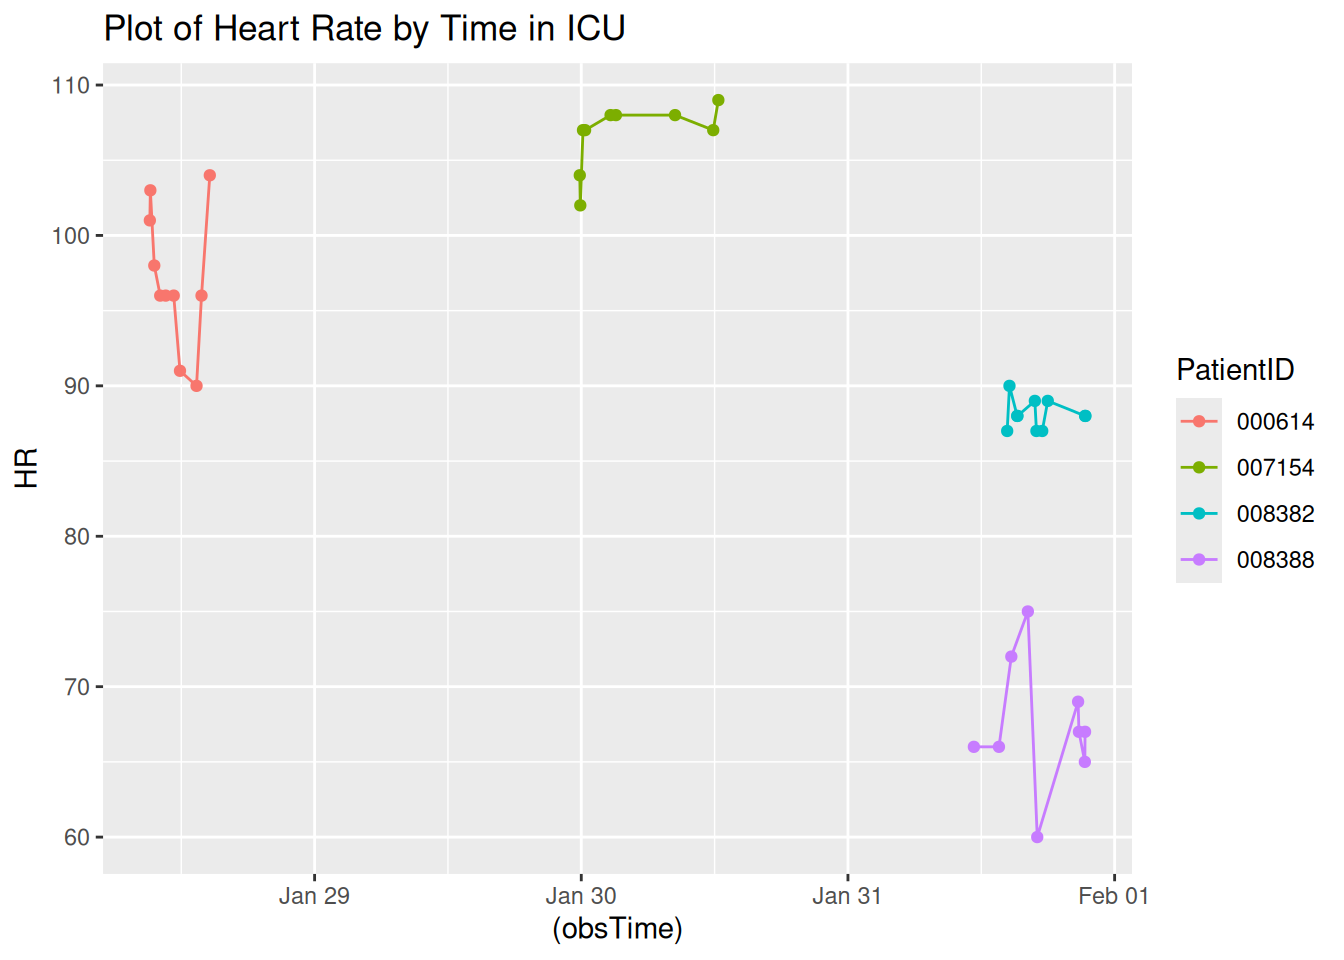 Plot of Heart Rate by Time in ICU
110
100
90
80
70
60
HR
Jan 29
Jan 30
Jan 31
Feb 01
(obsTime)
PatientID
000614
007154
008382
008388